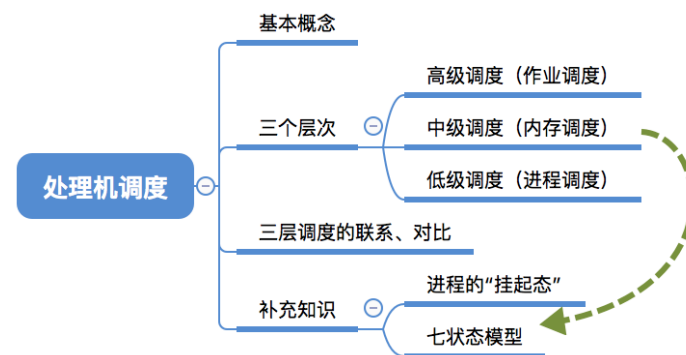 基本概念
高级调度（作业调度）
三个层次
中级调度（内存调度）
低级调度（进程调度）
处理机调度
三层调度的联系、对比
进程的“挂起态”
补充知识
七状态模型